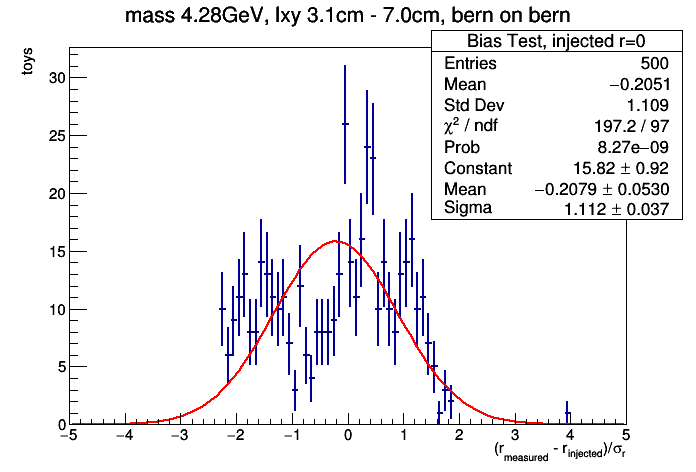 mass 4.28GeV, lxy 3.1cm - 7.0cm, bern on bern
Bias Test, injected r=0
Entries 500
Mean −0.2051
Std Dev 1.109
χ² / ndf 197.2 / 97
Prob 8.27e−09
Constant 15.82 ± 0.92
Mean −0.2079 ± 0.0530
Sigma 1.112 ± 0.037
toys
30
25
20
15
10
5
0
−5 −4 −3 −2 −1 0 1 2 3 4 5
(r_measured - r_injected)/σ_r